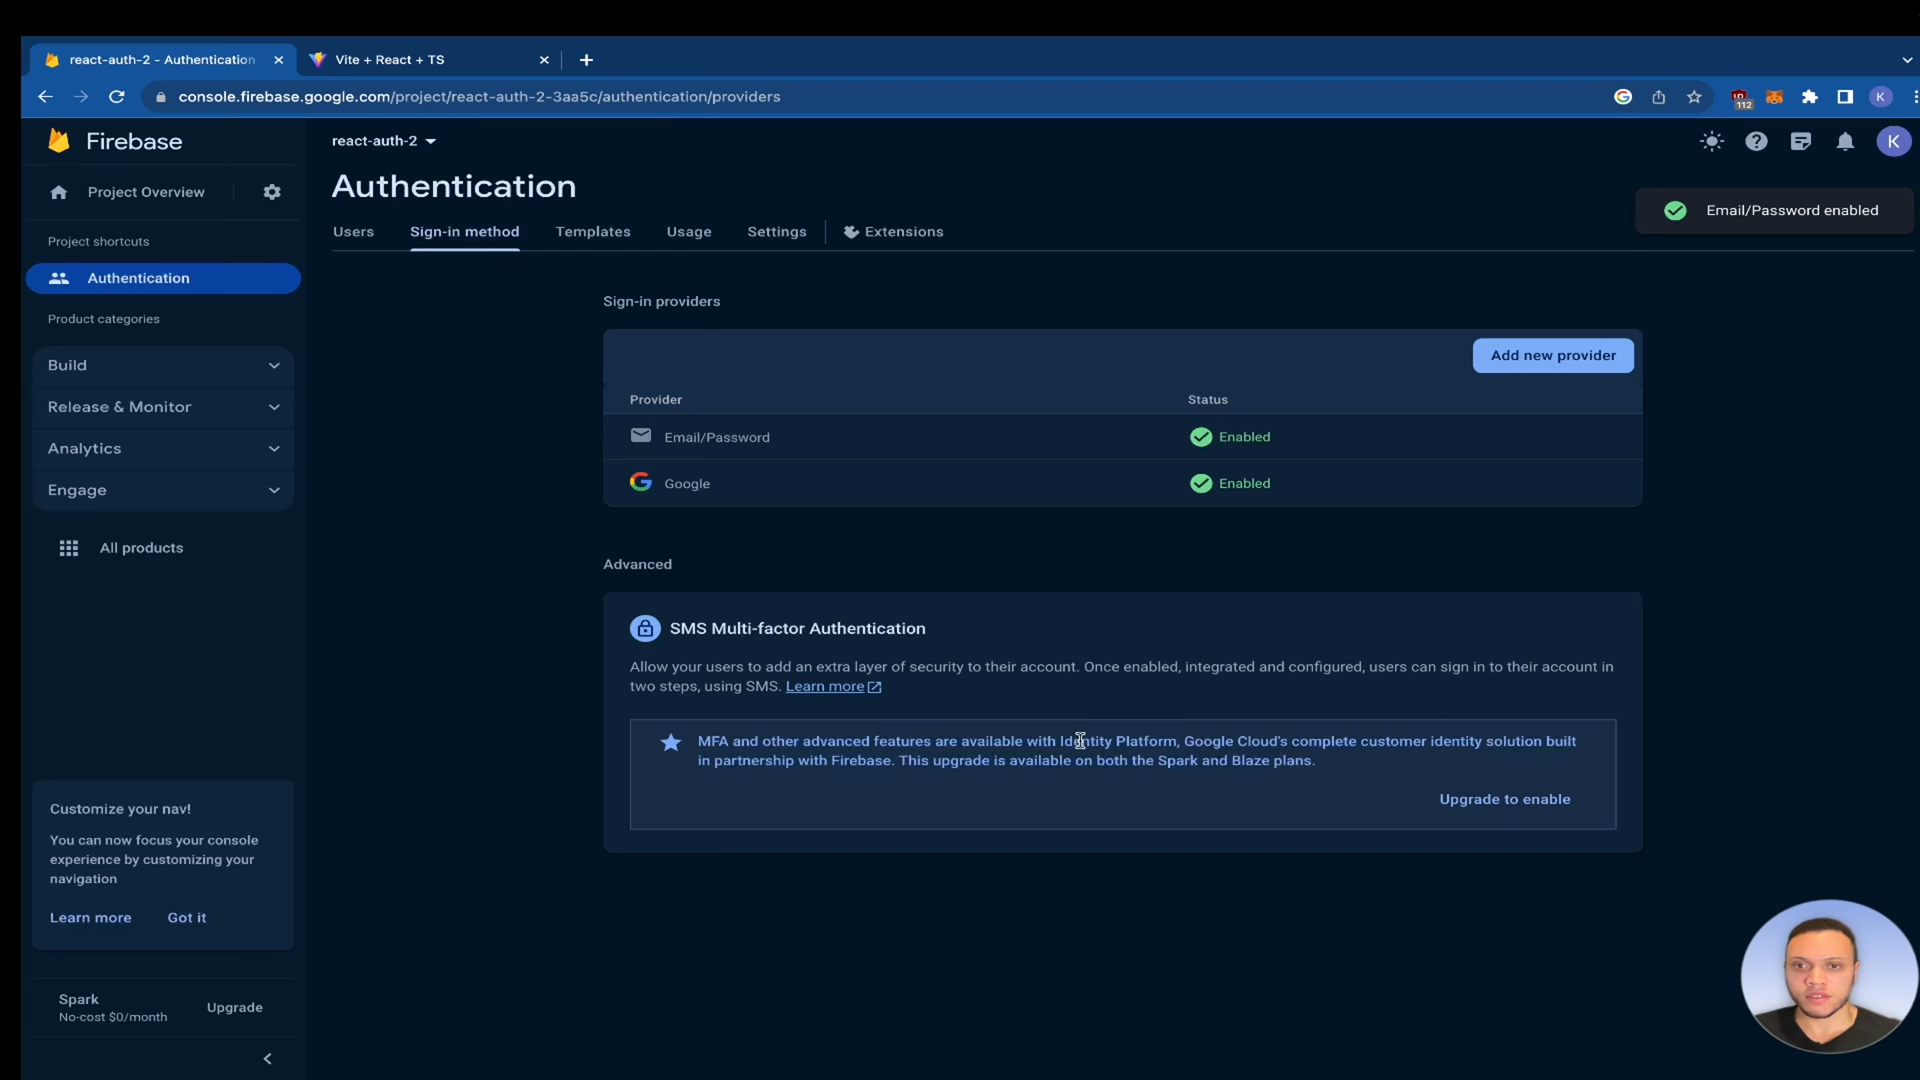 react-auth-2 - Authentication
Vite + React + TS
console.firebase.google.com/project/react-auth-2-3aa5c/authentication/providers
112
K
Firebase
react-auth-2
K
Project Overview
Authentication
Email/Password enabled
Users
Sign-in method
Templates
Usage
Settings
Extensions
Project shortcuts
Authentication
Product categories
Build
Release & Monitor
Analytics
Engage
All products
Sign-in providers
Add new provider
Provider
Status
Email/Password
Enabled
Google
Enabled
Advanced
SMS Multi-factor Authentication
Allow your users to add an extra layer of security to their account. Once enabled, integrated and configured, users can sign in to their account in
two steps, using SMS. Learn more
MFA and other advanced features are available with Identity Platform, Google Cloud's complete customer identity solution built
in partnership with Firebase. This upgrade is available on both the Spark and Blaze plans.
Upgrade to enable
Customize your nav!
You can now focus your console
experience by customizing your
navigation
Learn more
Got it
Spark
No-cost $0/month
Upgrade